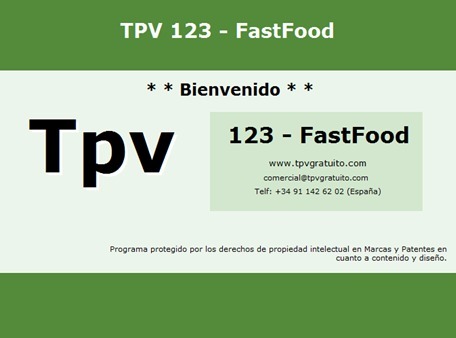 TPV 123 - FastFood
* * Bienvenido * *
Tpv
123 - FastFood
www.tpvgratuito.com
comercial@tpvgratuito.com
Telf: +34 91 142 62 02 (España)
Programa protegido por los derechos de propiedad intelectual en Marcas y Patentes en
cuanto a contenido y diseño.